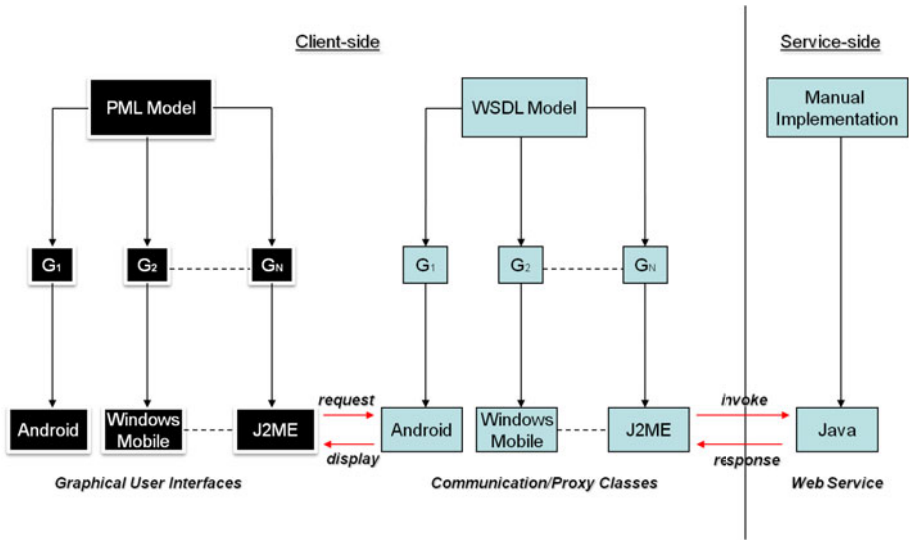 Client-side
Service-side
PML Model
WSDL Model
Manual
Implementation
G1
G2
GN
G1
G2
GN
request
invoke
Android
Windows
Mobile
J2ME
Android
Windows
Mobile
J2ME
Java
display
response
Graphical User Interfaces
Communication/Proxy Classes
Web Service